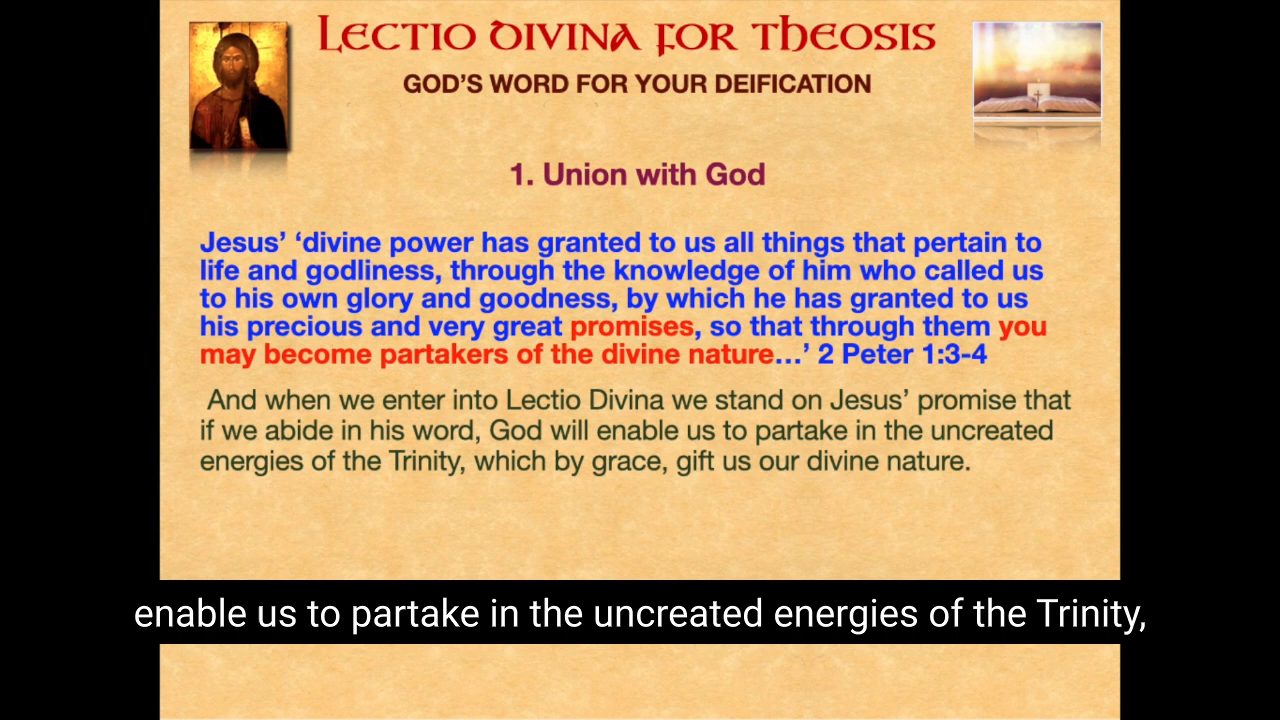 Lectio Divina for Theosis
GOD'S WORD FOR YOUR DEIFICATION
1. Union with God
Jesus' 'divine power has granted to us all things that pertain to
life and godliness, through the knowledge of him who called us
to his own glory and goodness, by which he has granted to us
his precious and very great promises, so that through them you
may become partakers of the divine nature…' 2 Peter 1:3-4
And when we enter into Lectio Divina we stand on Jesus' promise that
if we abide in his word, God will enable us to partake in the uncreated
energies of the Trinity, which by grace, gift us our divine nature.
enable us to partake in the uncreated energies of the Trinity,